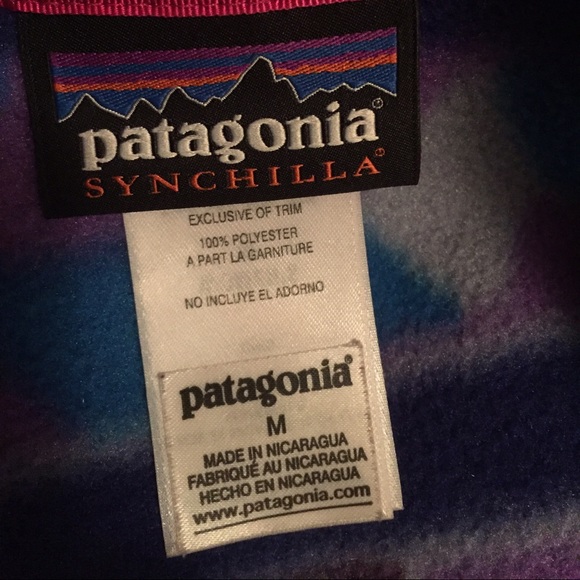 patagonia®
SYNCHILLA®
EXCLUSIVE OF TRIM
100% POLYESTER
A PART LA GARNITURE
NO INCLUYE EL ADORNO
patagonia®
M
MADE IN NICARAGUA
FABRIQUÉ AU NICARAGUA
HECHO EN NICARAGUA
www.patagonia.com